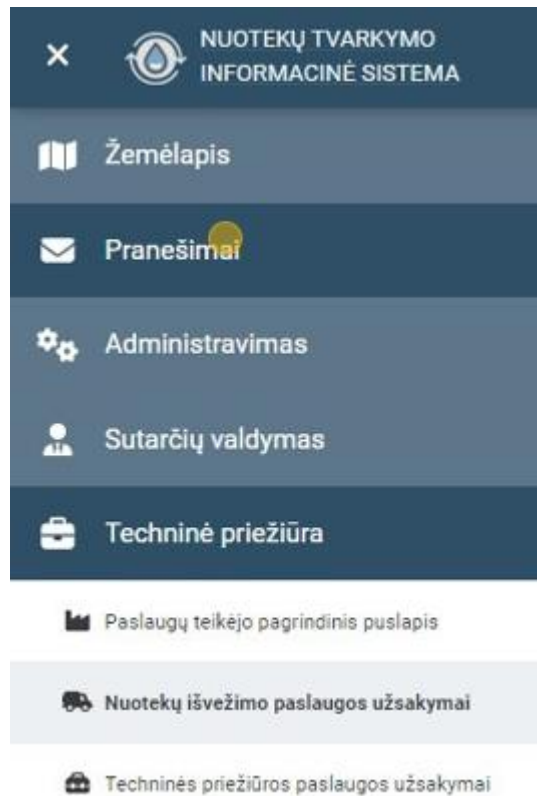 NUOTEKŲ TVARKYMO
INFORMACINĖ SISTEMA
Žemėlapis
Pranešimai
Administravimas
Sutarčių valdymas
Techninė priežiūra
Paslaugų teikėjo pagrindinis puslapis
Nuotekų išvežimo paslaugos užsakymai
Techninės priežiūros paslaugos užsakymai